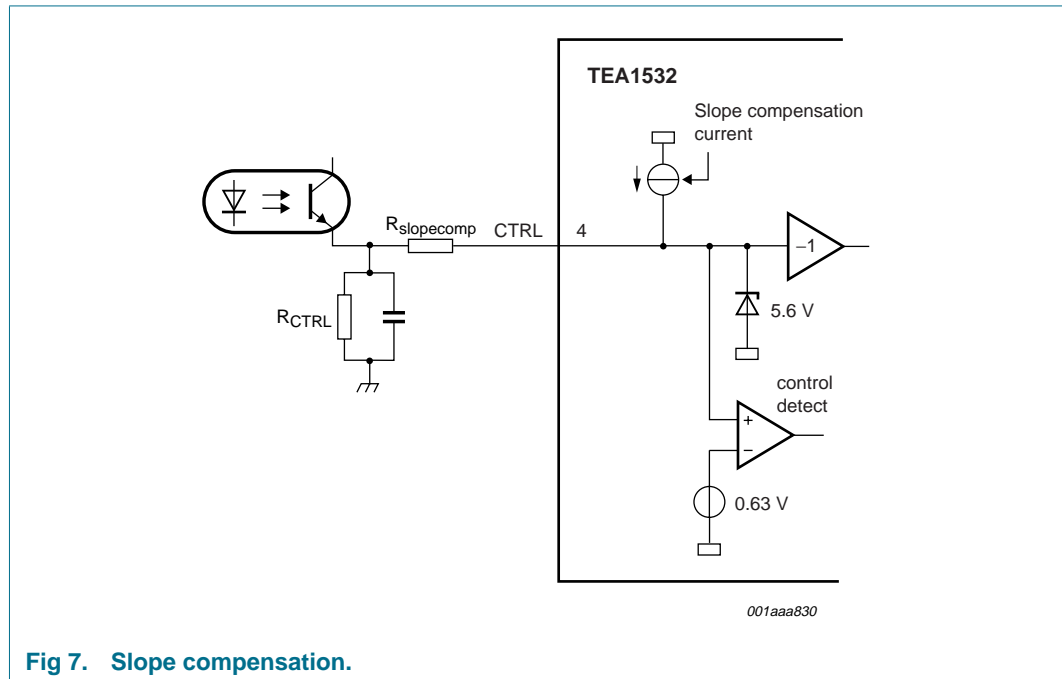 TEA1532
Slope compensation
current
Rslopecomp
CTRL
4
−1
5.6 V
RCTRL
control
detect
+
−
0.63 V
001aaa830
Fig 7. Slope compensation.